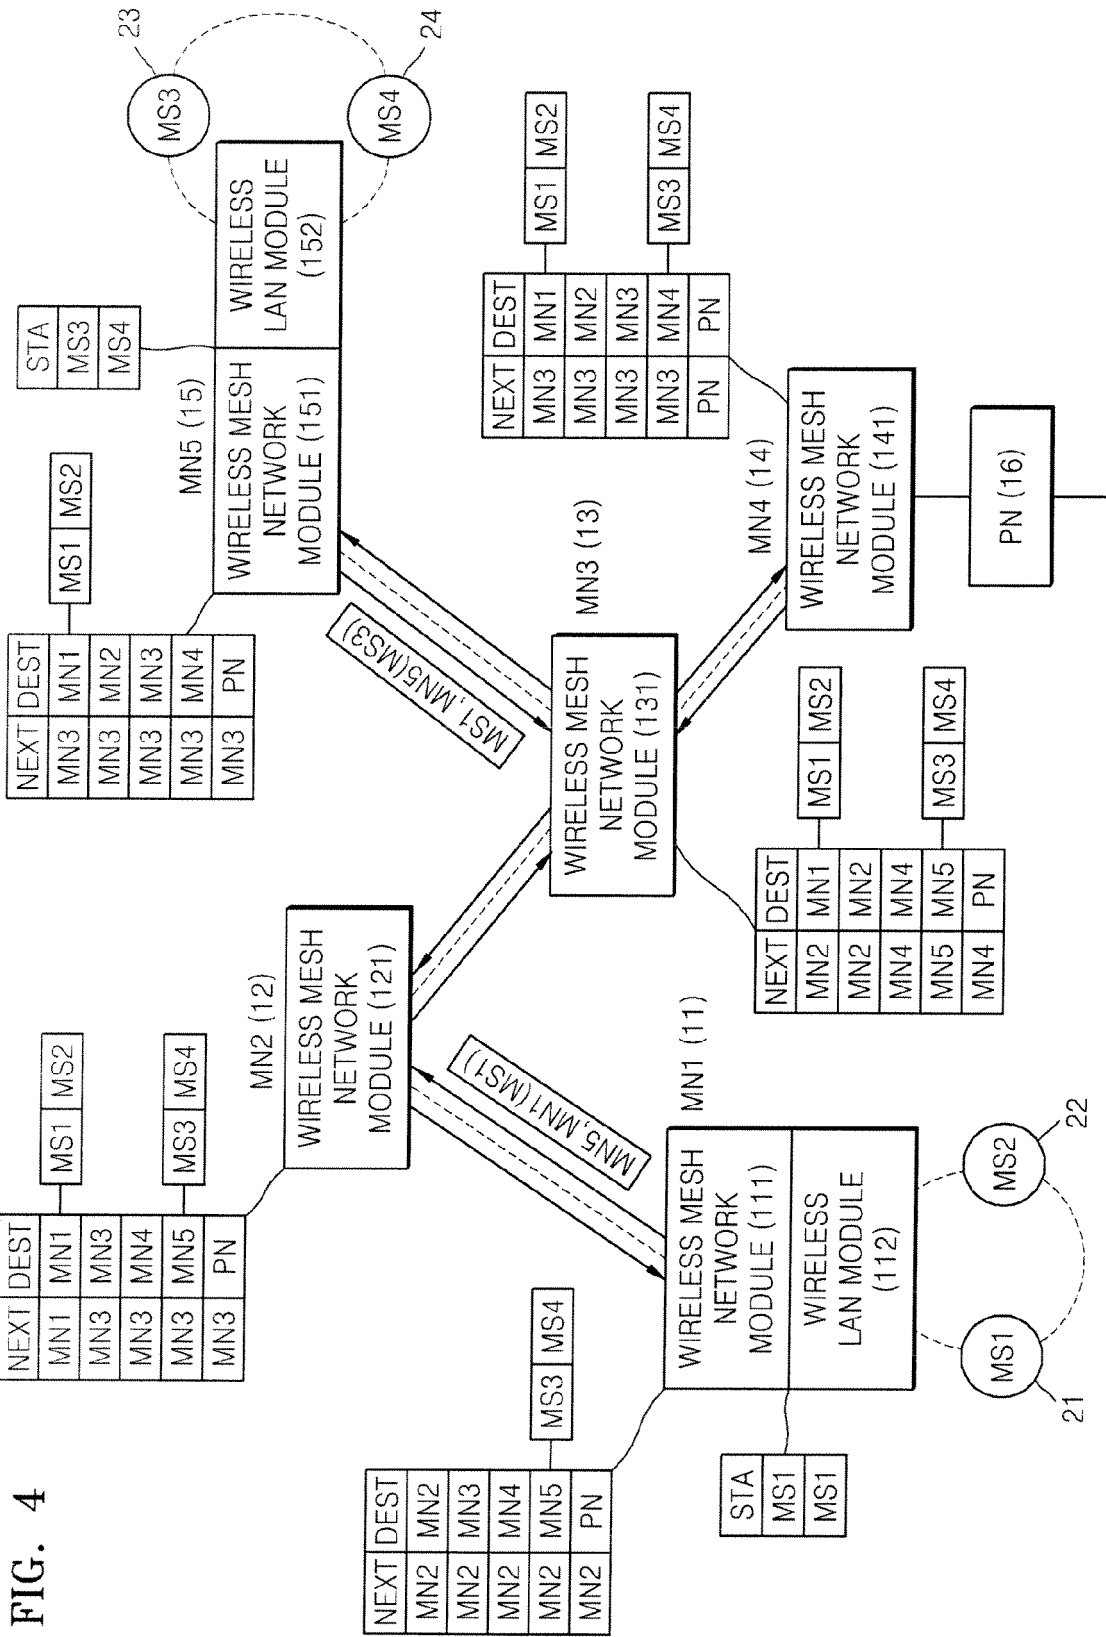 FIG. 4
NEXT DEST
MN1 MN1
MN3 MN3
MN3 MN4
MN3 MN5
MN3 PN
MS1 MS2
MS3 MS4
MN2 (12)
WIRELESS MESH
NETWORK
MODULE (121)
NEXT DEST
MN3 MN1
MN3 MN2
MN3 MN3
MN3 MN4
MN3 PN
MS1 MS2
STA
MS3
MS4
MN5 (15)
WIRELESS MESH
NETWORK
MODULE (151)
WIRELESS
LAN MODULE
(152)
MS3
23
MS4
24
MS1, MN5(MS3)
NEXT DEST
MN2 MN2
MN2 MN3
MN2 MN4
MN2 MN5
MN2 PN
MS3 MS4
MN5, MN1(MS1)
MN3 (13)
WIRELESS MESH
NETWORK
MODULE (131)
NEXT DEST
MN3 MN1
MN3 MN2
MN3 MN3
MN3 MN4
PN PN
MS1 MS2
MS3 MS4
MN1 (11)
WIRELESS MESH
NETWORK
MODULE (111)
WIRELESS
LAN MODULE
(112)
STA
MS1
MS1
MS1
21
MS2
22
NEXT DEST
MN2 MN1
MN2 MN2
MN4 MN4
MN5 MN5
MN4 PN
MS1 MS2
MS3 MS4
MN4 (14)
WIRELESS MESH
NETWORK
MODULE (141)
PN (16)